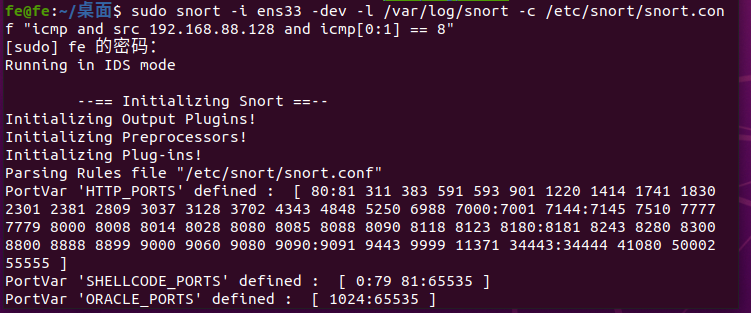 fe@fe:~/桌面$ sudo snort -i ens33 -dev -l /var/log/snort -c /etc/snort/snort.con
f "icmp and src 192.168.88.128 and icmp[0:1] == 8"
[sudo] fe 的密码：
Running in IDS mode
--== Initializing Snort ==--
Initializing Output Plugins!
Initializing Preprocessors!
Initializing Plug-ins!
Parsing Rules file "/etc/snort/snort.conf"
PortVar 'HTTP_PORTS' defined :  [ 80:81 311 383 591 593 901 1220 1414 1741 1830
2301 2381 2809 3037 3128 3702 4343 4848 5250 6988 7000:7001 7144:7145 7510 7777
7779 8000 8008 8014 8028 8080 8085 8088 8090 8118 8123 8180:8181 8243 8280 8300
8800 8888 8899 9000 9060 9080 9090:9091 9443 9999 11371 34443:34444 41080 50002
55555 ]
PortVar 'SHELLCODE_PORTS' defined :  [ 0:79 81:65535 ]
PortVar 'ORACLE_PORTS' defined :  [ 1024:65535 ]